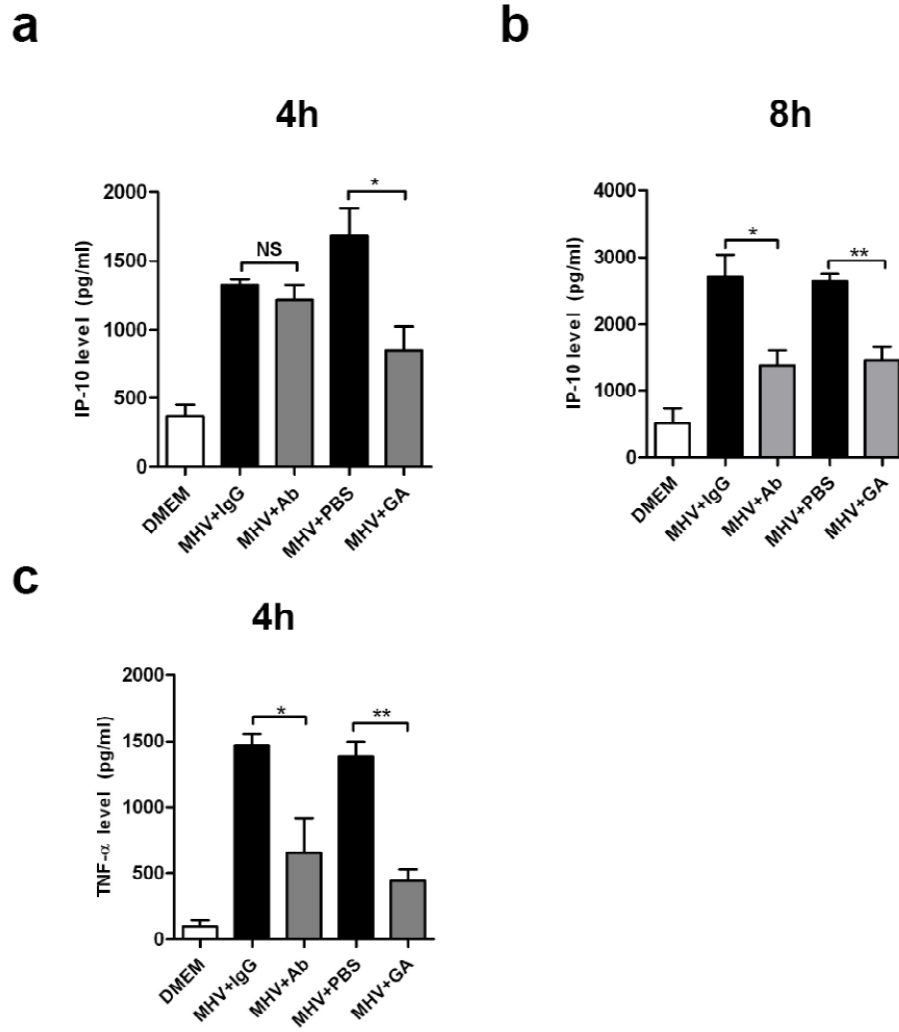 a
4h
IP-10 level (pg/ml)
2000
1500
1000
500
0
NS
*
DMEM
MHV+IgG
MHV+Ab
MHV+PBS
MHV+GA
b
8h
IP-10 level (pg/ml)
4000
3000
2000
1000
0
*
**
DMEM
MHV+IgG
MHV+Ab
MHV+PBS
MHV+GA
c
4h
TNF-α level (pg/ml)
2000
1500
1000
500
0
*
**
DMEM
MHV+IgG
MHV+Ab
MHV+PBS
MHV+GA